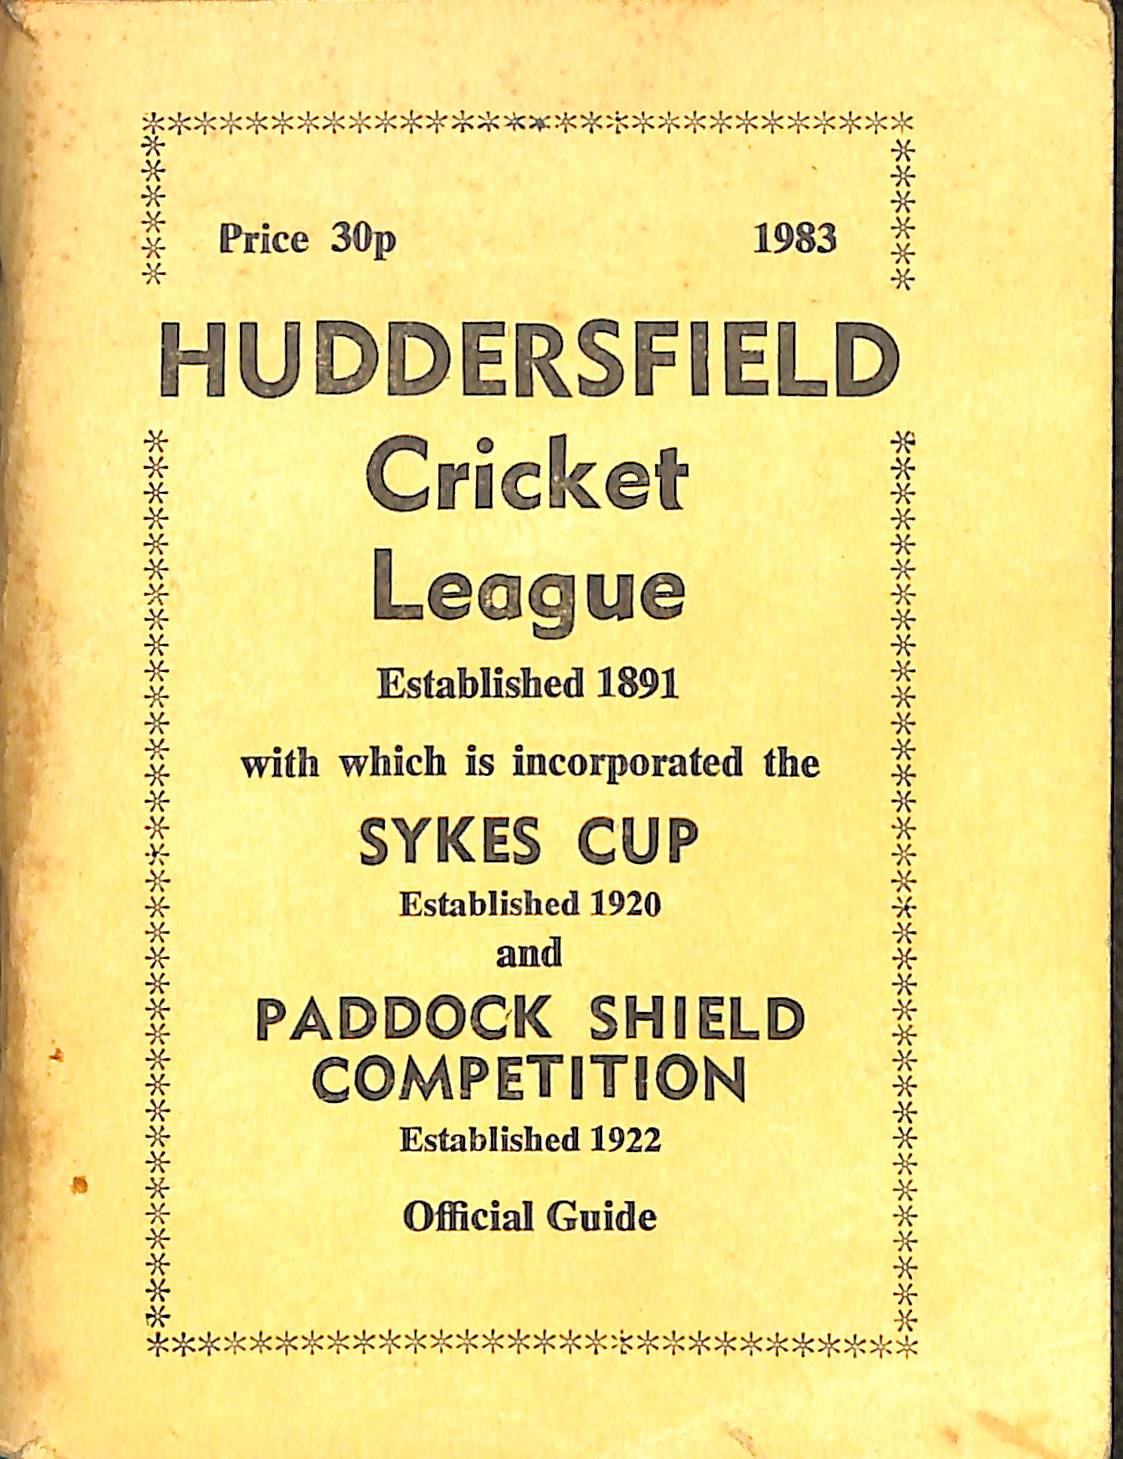 Price 30p 1983
HUDDERSFIELD
Cricket
League
Established 1891
with which is incorporated the
SYKES CUP
Established 1920
and
PADDOCK SHIELD
COMPETITION
Established 1922
Official Guide